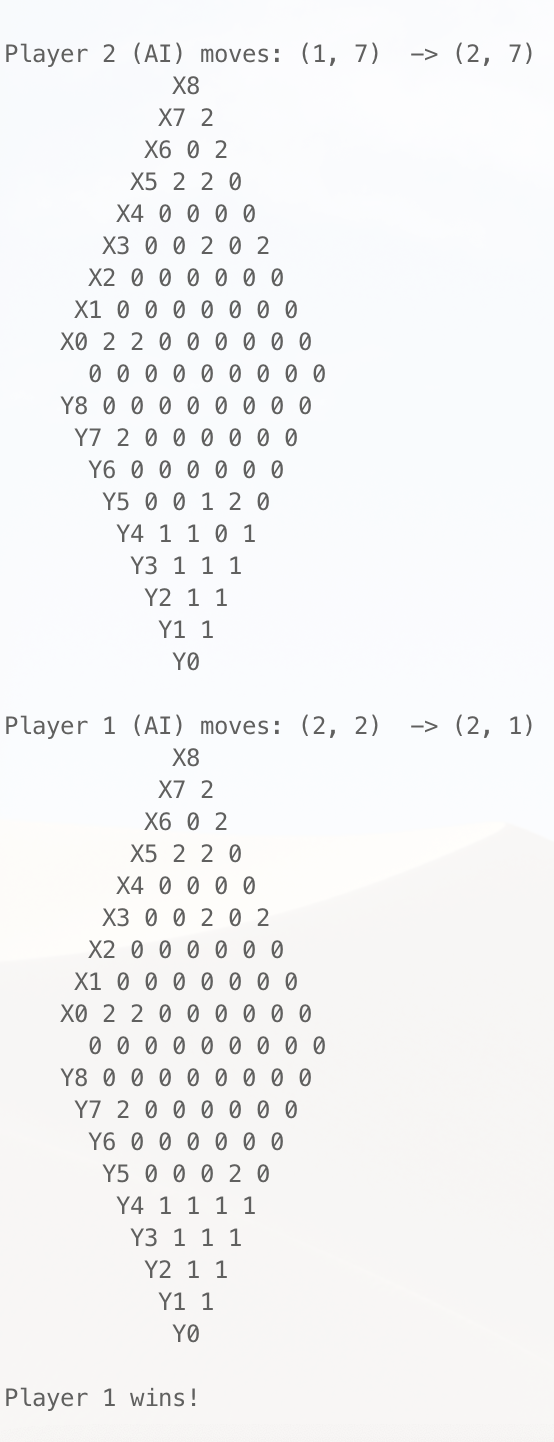 Player 2 (AI) moves: (1, 7)  -> (2, 7)
            X8
           X7 2
          X6 0 2
         X5 2 2 0
        X4 0 0 0 0
       X3 0 0 2 0 2
      X2 0 0 0 0 0 0
     X1 0 0 0 0 0 0 0
    X0 2 2 0 0 0 0 0 0
      0 0 0 0 0 0 0 0 0
    Y8 0 0 0 0 0 0 0 0
     Y7 2 0 0 0 0 0 0
      Y6 0 0 0 0 0 0
       Y5 0 0 1 2 0
        Y4 1 1 0 1
         Y3 1 1 1
          Y2 1 1
           Y1 1
            Y0
Player 1 (AI) moves: (2, 2)  -> (2, 1)
            X8
           X7 2
          X6 0 2
         X5 2 2 0
        X4 0 0 0 0
       X3 0 0 2 0 2
      X2 0 0 0 0 0 0
     X1 0 0 0 0 0 0 0
    X0 2 2 0 0 0 0 0 0
      0 0 0 0 0 0 0 0 0
    Y8 0 0 0 0 0 0 0 0
     Y7 2 0 0 0 0 0 0
      Y6 0 0 0 0 0 0
       Y5 0 0 0 2 0
        Y4 1 1 1 1
         Y3 1 1 1
          Y2 1 1
           Y1 1
            Y0
Player 1 wins!